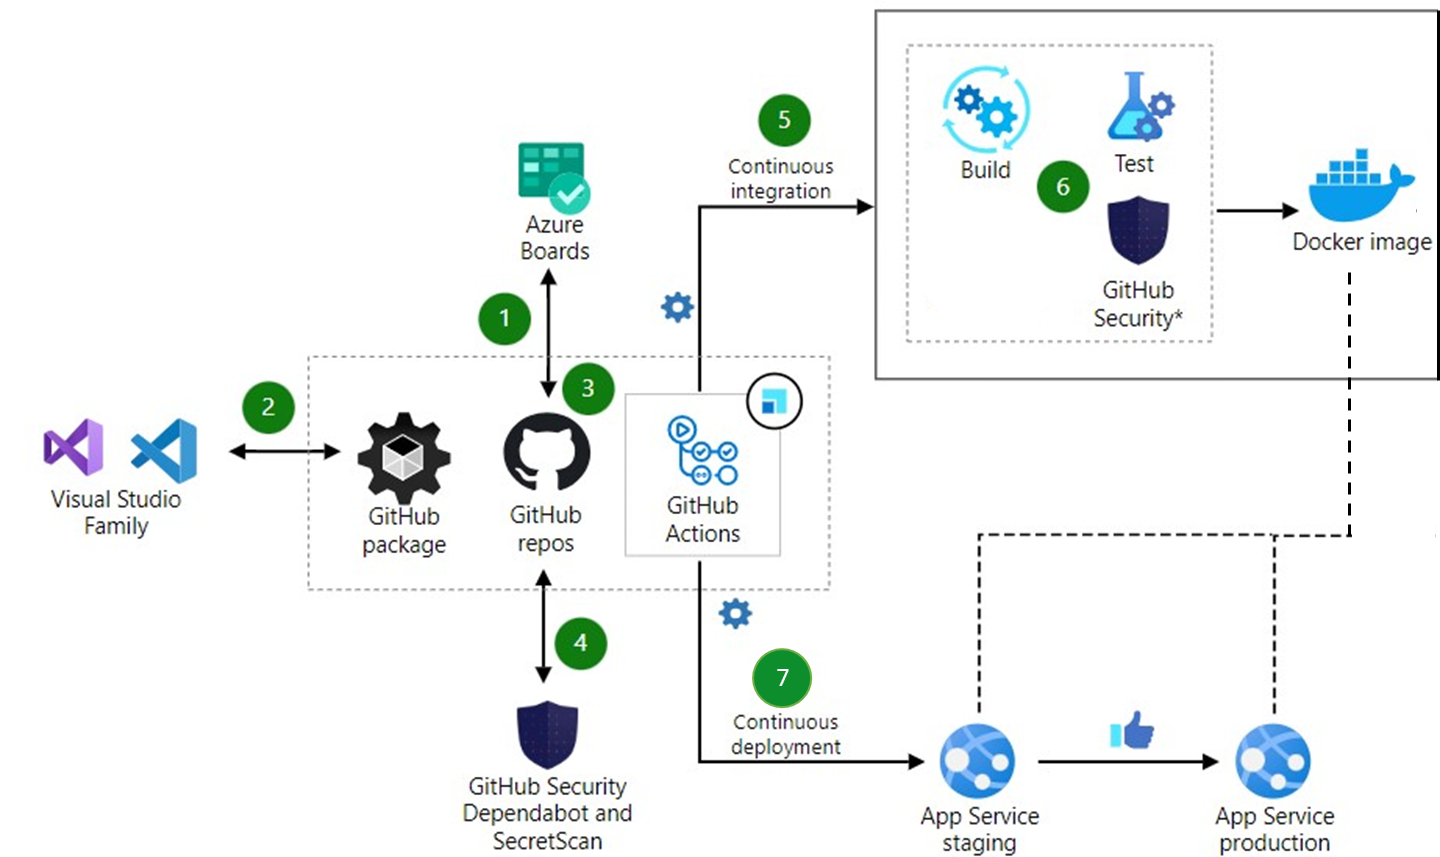 5
Continuous
integration
Build
Test
6
GitHub
Security*
Docker image
Azure
Boards
1
2
3
Visual Studio
Family
GitHub
package
GitHub
repos
GitHub
Actions
4
GitHub Security
Dependabot and
SecretScan
7
Continuous
deployment
App Service
staging
App Service
production